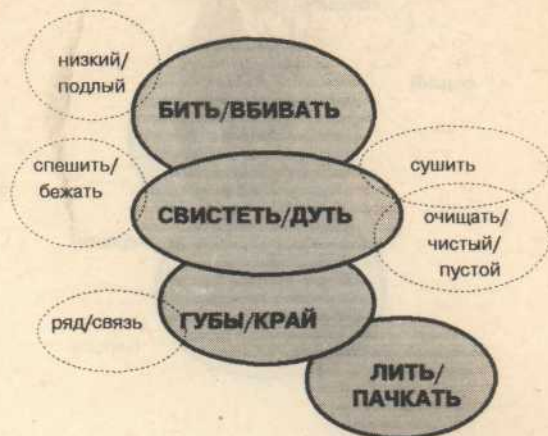 низкий/
подлый
БИТЬ/ВБИВАТЬ
спешить/
бежать
СВИСТЕТЬ/ДУТЬ
сушить
очищать/
чистый/
пустой
ряд/связь
ГУБЫ/КРАЙ
ЛИТЬ/
ПАЧКАТЬ